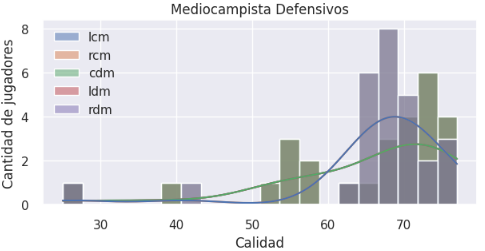 Mediocampista Defensivos
lcm
rcm
cdm
ldm
rdm
Cantidad de jugadores
8
6
4
2
0
30 40 50 60 70
Calidad